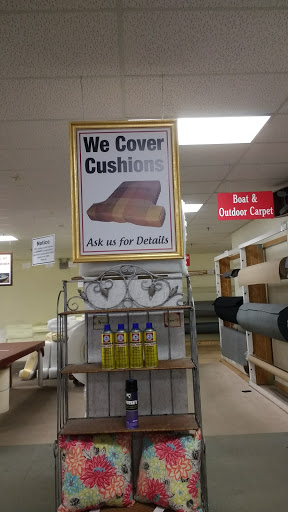 We Cover
Cushions
Ask us for Details
Boat &
Outdoor Carpet
Notice